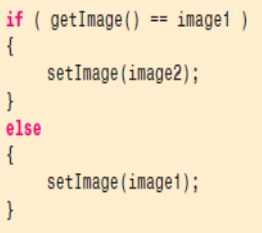 if ( getImage() == image1 )
{
     setImage(image2);
}
else
{
     setImage(image1);
}